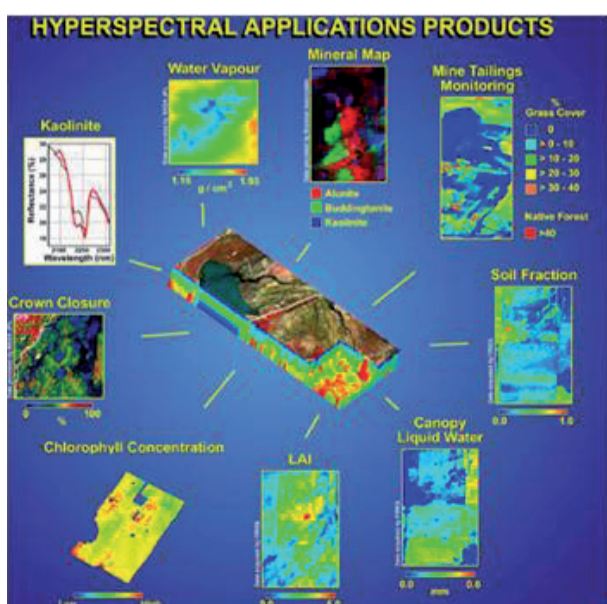 HYPERSPECTRAL APPLICATIONS PRODUCTS
Water Vapour
1.15 1.93
g / cm²
Mineral Map
Alunite
Buddingtonite
Kaolinite
Mine Tailings
Monitoring
%
Grass Cover
0
> 0 - 10
> 10 - 20
> 20 - 30
> 30 - 40
Native Forest
>40
Kaolinite
Reflectance (%)
Wavelength (nm)
Crown Closure
0 100
%
Soil Fraction
0.0 1.0
Chlorophyll Concentration
LAI
Canopy
Liquid Water
0.0 0.6
mm